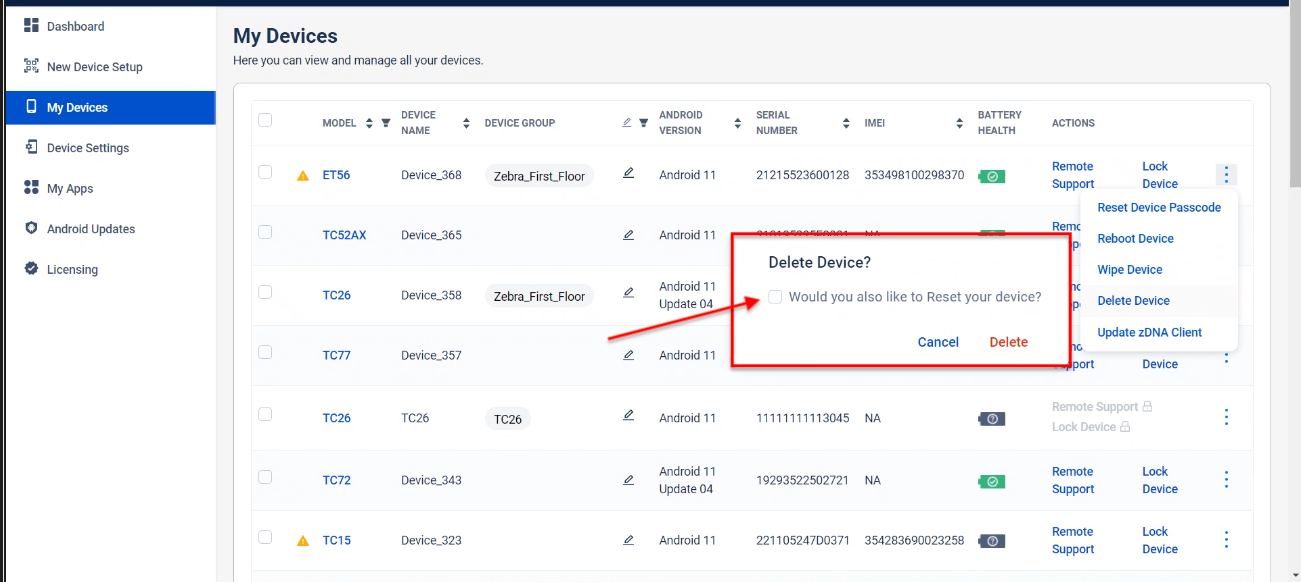 Dashboard
New Device Setup
My Devices
Device Settings
My Apps
Android Updates
Licensing
My Devices
Here you can view and manage all your devices.
MODEL DEVICE NAME DEVICE GROUP ANDROID VERSION SERIAL NUMBER IMEI BATTERY HEALTH ACTIONS
ET56 Device_368 Zebra_First_Floor Android 11 21215523600128 353498100298370 Remote Support Lock Device
Reset Device Passcode
Reboot Device
Wipe Device
Delete Device
Update zDNA Client
TC52AX Device_365 Android 11
TC26 Device_358 Zebra_First_Floor Android 11 Update 04
TC77 Device_357 Android 11 Device
Delete Device?
Would you also like to Reset your device?
Cancel Delete
TC26 TC26 TC26 Android 11 11111111113045 NA Remote Support Lock Device
TC72 Device_343 Android 11 Update 04 19293522502721 NA Remote Support Lock Device
TC15 Device_323 Android 11 221105247D0371 354283690023258 Remote Support Lock Device